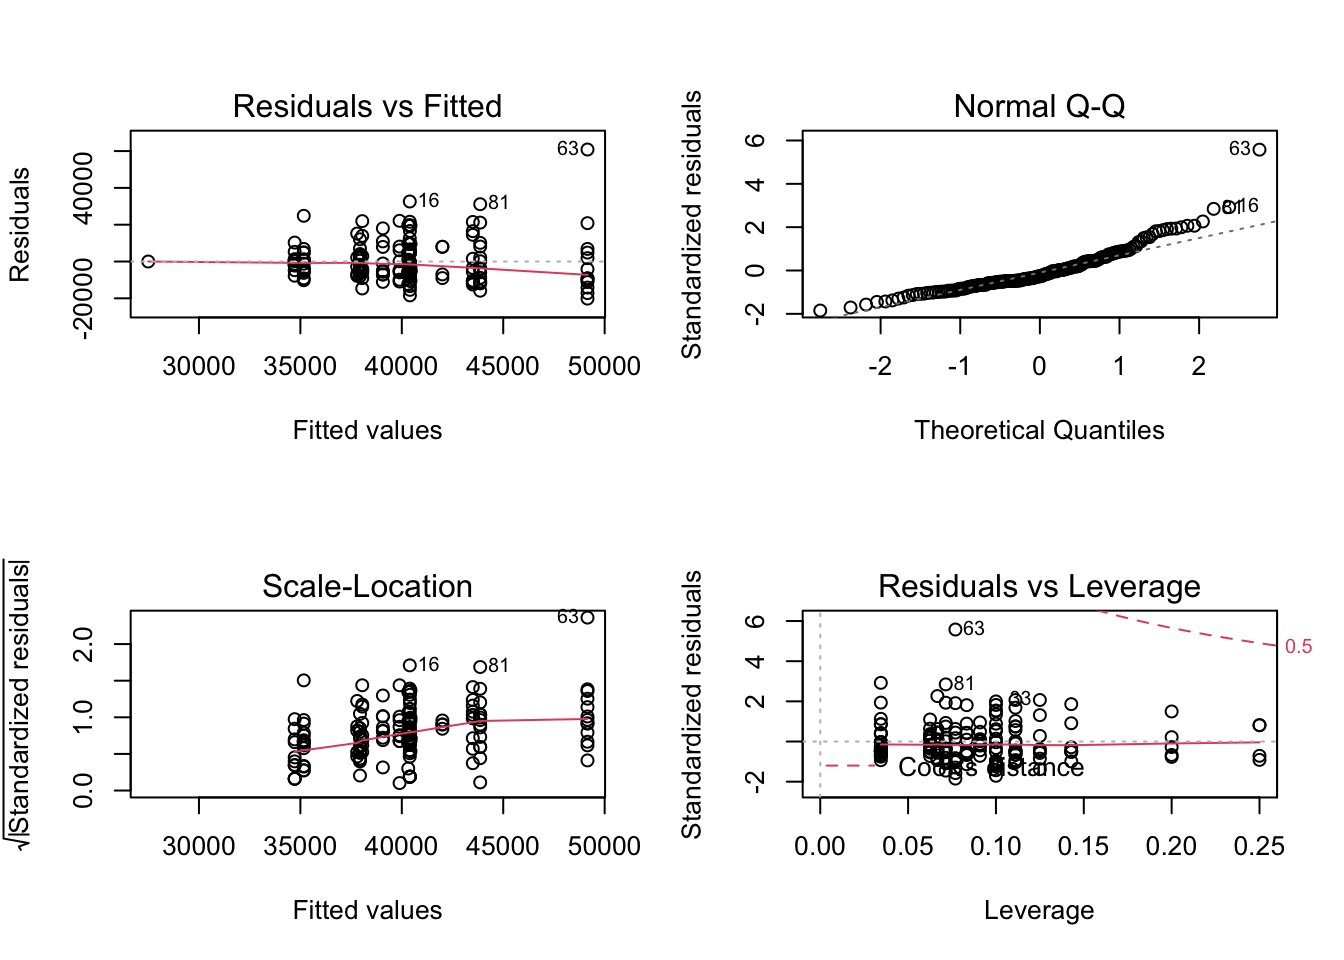 Residuals vs Fitted
Residuals
-20000
40000
63
16
81
30000 35000 40000 45000 50000
Fitted values
Normal Q-Q
Standardized residuals
-2 0 2 4 6
63
16
-2 -1 0 1 2
Theoretical Quantiles
Scale-Location
√|Standardized residuals|
0.0 1.0 2.0
63
16
81
30000 35000 40000 45000 50000
Fitted values
Residuals vs Leverage
Standardized residuals
-2 2 4 6
63
81
0.5
Cook's distance
0.00 0.05 0.10 0.15 0.20 0.25
Leverage